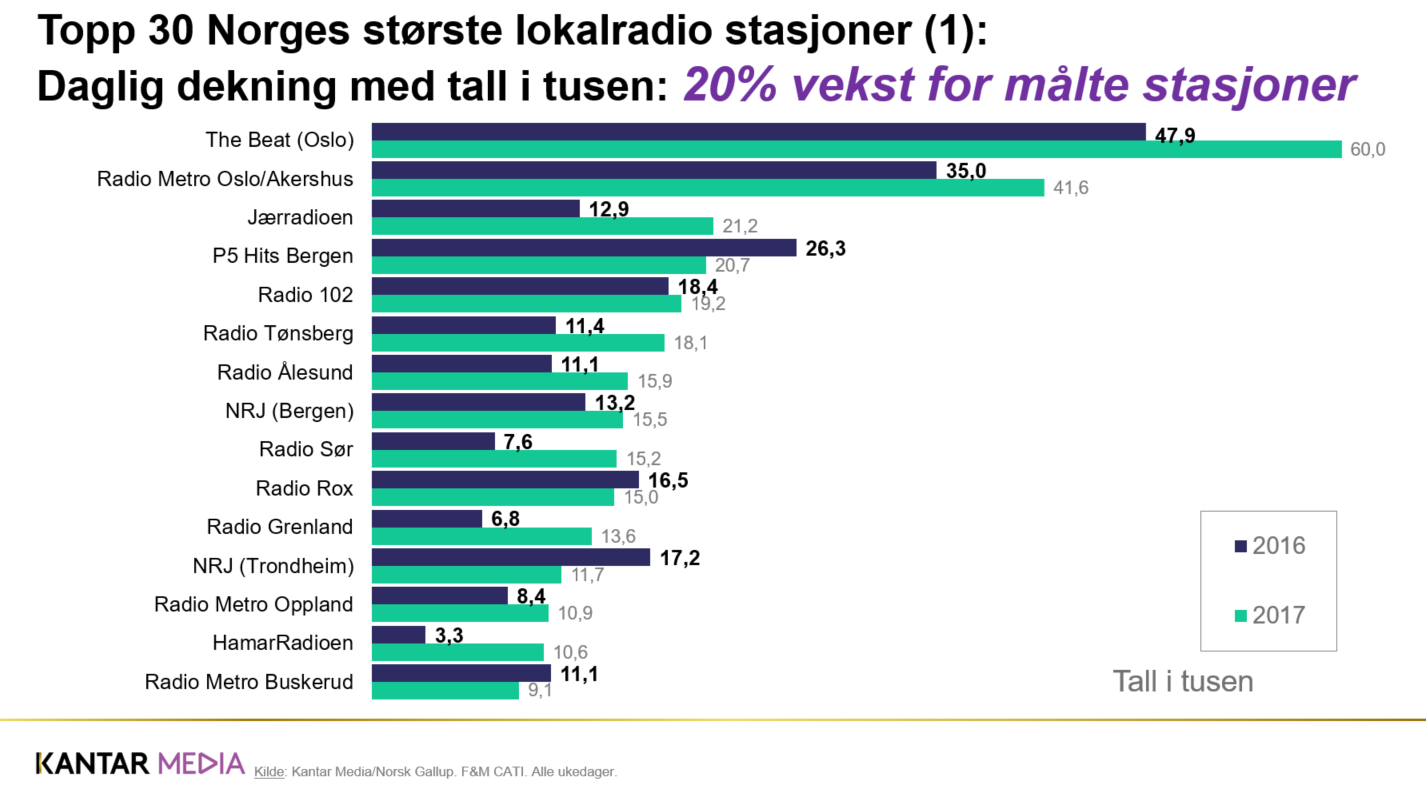 Topp 30 Norges største lokalradio stasjoner (1):
Daglig dekning med tall i tusen: 20% vekst for målte stasjoner
The Beat (Oslo) 47,9 60,0
Radio Metro Oslo/Akershus 35,0 41,6
Jærradioen 12,9 21,2
P5 Hits Bergen 26,3 20,7
Radio 102 18,4 19,2
Radio Tønsberg 11,4 18,1
Radio Ålesund 11,1 15,9
NRJ (Bergen) 13,2 15,5
Radio Sør 7,6 15,2
Radio Rox 16,5 15,0
Radio Grenland 6,8 13,6
NRJ (Trondheim) 17,2 11,7
Radio Metro Oppland 8,4 10,9
HamarRadioen 3,3 10,6
Radio Metro Buskerud 11,1 9,1
2016
2017
Tall i tusen
KANTAR MEDIA
Kilde: Kantar Media/Norsk Gallup. F&M CATI. Alle ukedager.